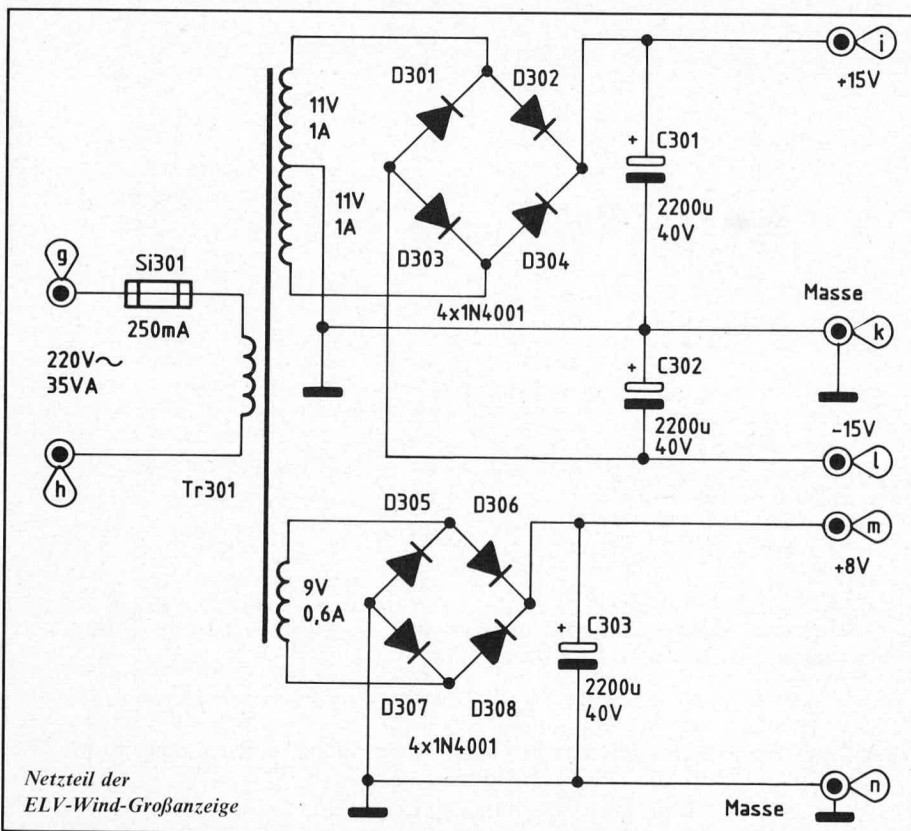 D301
D302
i
+15V
11V
1A
+ C301
2200u
40V
11V
1A
g
Si301
D303
D304
4x1N4001
Masse
250mA
k
220V~
35VA
+ C302
2200u
40V
-15V
l
h
Tr301
D305
D306
m
+8V
9V
0,6A
+ C303
2200u
40V
D307
D308
4x1N4001
Netzteil der
ELV-Wind-Großanzeige
Masse
n